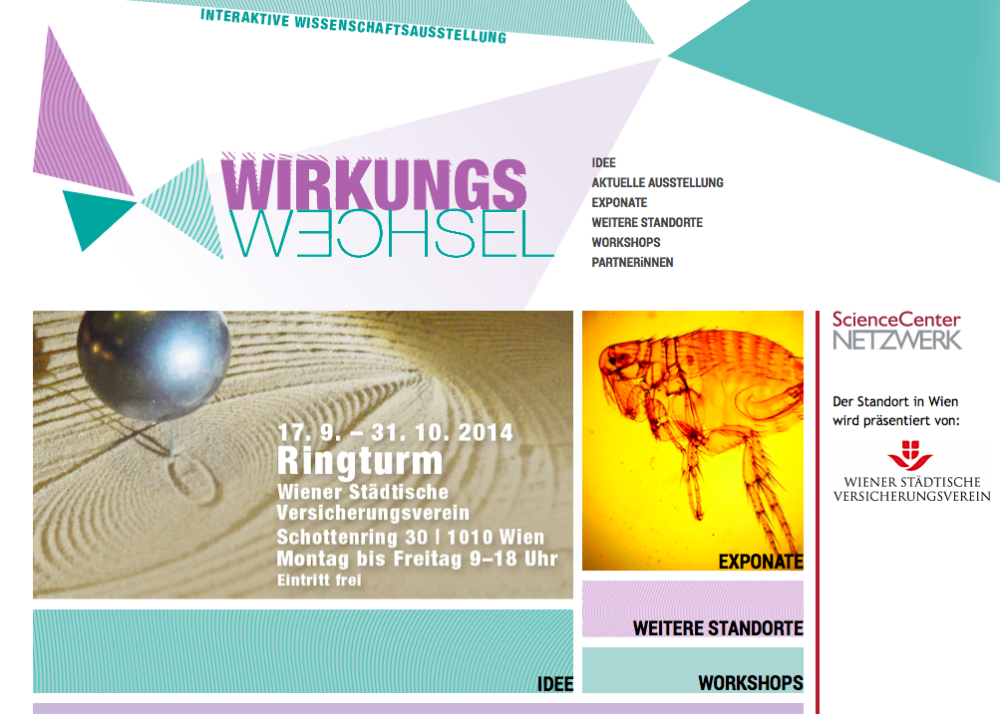 INTERAKTIVE WISSENSCHAFTSAUSSTELLUNG
WIRKUNGS
WECHSEL
IDEE
AKTUELLE AUSSTELLUNG
EXPONATE
WEITERE STANDORTE
WORKSHOPS
PARTNERiNNEN
17. 9. – 31. 10. 2014
Ringturm
Wiener Städtische
Versicherungsverein
Schottenring 30 | 1010 Wien
Montag bis Freitag 9–18 Uhr
Eintritt frei
EXPONATE
WEITERE STANDORTE
IDEE
WORKSHOPS
ScienceCenter
NETZWERK
Der Standort in Wien
wird präsentiert von:
WIENER STÄDTISCHE
VERSICHERUNGSVEREIN